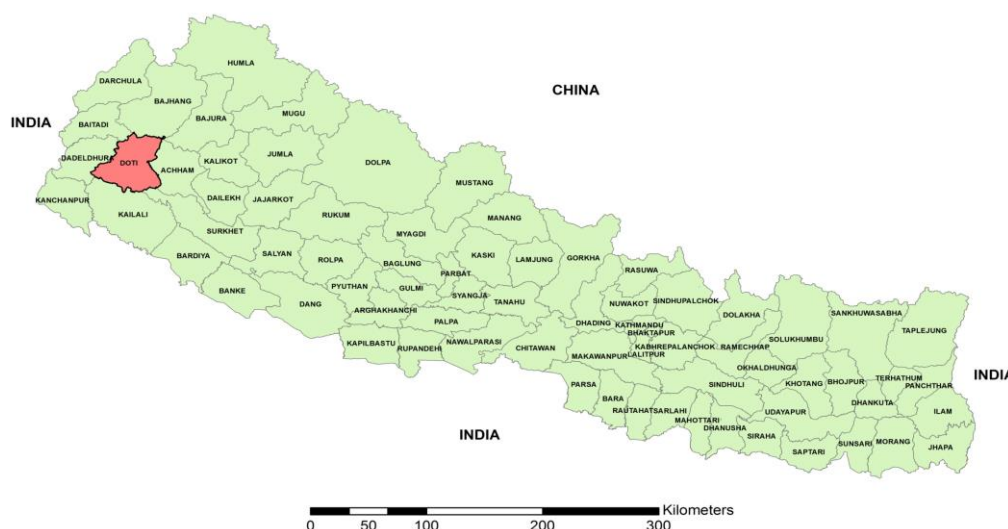 HUMLA
DARCHULA
CHINA
BAJHANG
MUGU
INDIA
BAITADI
BAJURA
DADELDHURA
DOTI
ACHHAM
KALIKOT
JUMLA
DOLPA
MUSTANG
KANCHANPUR
DAILEKH
JAJARKOT
KAILALI
RUKUM
MANANG
SURKHET
MYAGDI
BARDIYA
SALYAN
ROLPA
BAGLUNG
KASKI
LAMJUNG
GORKHA
RASUWA
PARBAT
BANKE
PYUTHAN
GULMI
SYANGJA
TANAHU
NUWAKOT
SINDHUPALCHOK
DANG
ARGHAKHANCHI
DOLAKHA
SANKHUWASABHA
PALPA
DHADING
KATHMANDU
BHAKTAPUR
TAPLEJUNG
KAPILBASTU
RUPANDEHI
NAWALPARASI
CHITAWAN
MAKAWANPUR
KABHREPALANCHOK
LALITPUR
RAMECHHAP
SOLUKHUMBU
OKHALDHUNGA
KHOTANG
BHOJPUR
TERHATHUM
PANCHTHAR
INDIA
PARSA
BARA
SINDHULI
DHANKUTA
RAUTAHAT
SARLAHI
MAHOTTARI
DHANUSHA
UDAYAPUR
ILAM
INDIA
SIRAHA
SAPTARI
SUNSARI
MORANG
JHAPA
Kilometers
0 50 100 200 300